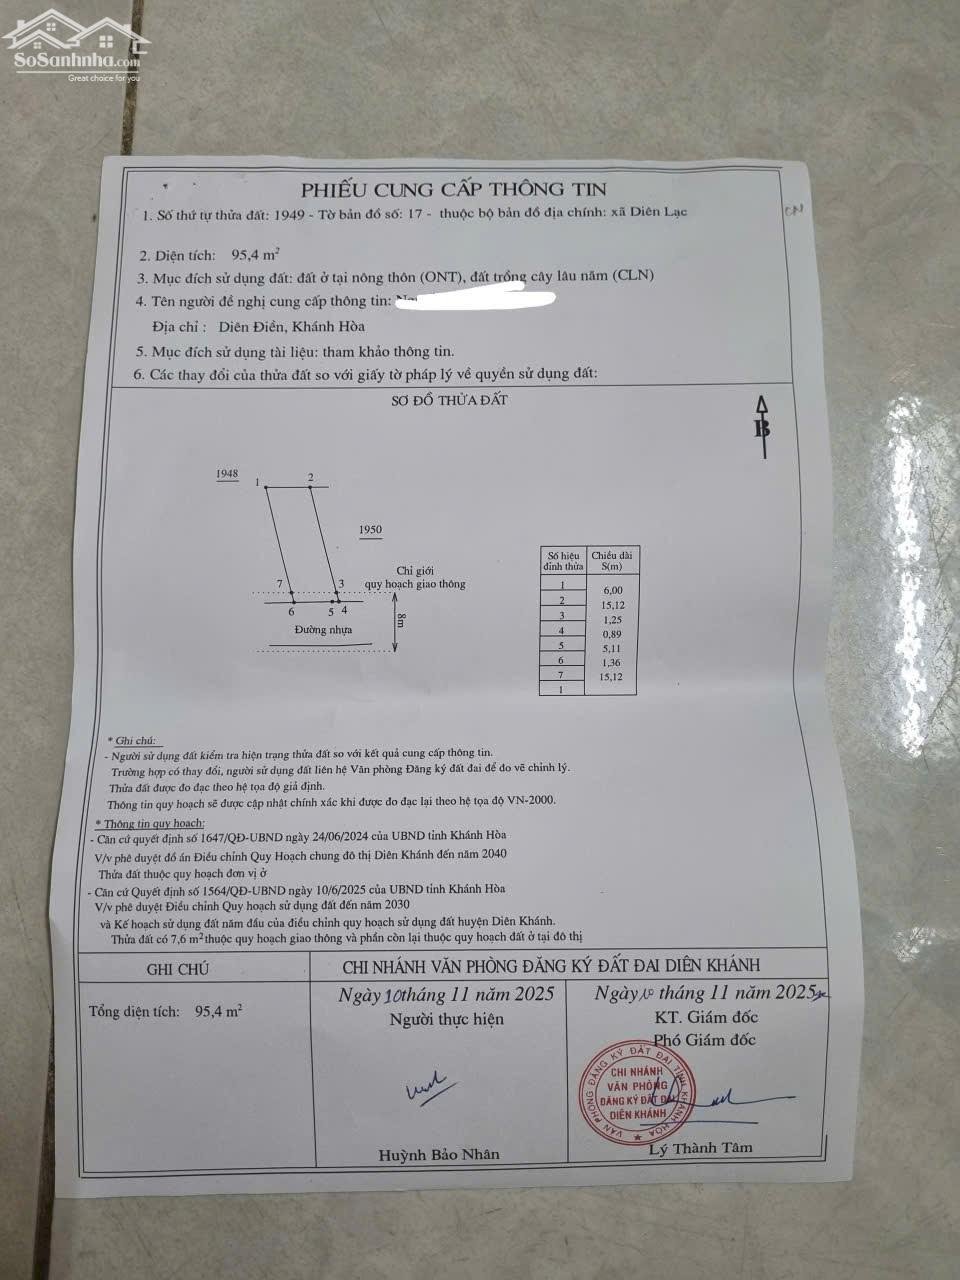 SoSanhnha.com
Great choice for you
PHIẾU CUNG CẤP THÔNG TIN
1. Số thứ tự thửa đất: 1949 - Tờ bản đồ số: 17 - thuộc bộ bản đồ địa chính: xã Diên Lạc
CN
2. Diện tích: 95,4 m²
3. Mục đích sử dụng đất: đất ở tại nông thôn (ONT), đất trồng cây lâu năm (CLN)
4. Tên người đề nghị cung cấp thông tin:
Địa chỉ : Diên Điền, Khánh Hòa
5. Mục đích sử dụng tài liệu: tham khảo thông tin.
6. Các thay đổi của thửa đất so với giấy tờ pháp lý về quyền sử dụng đất:
SƠ ĐỒ THỬA ĐẤT
B
1948
1
2
1950
Chỉ giới
quy hoạch giao thông
7
3
6
5 4
8m
Đường nhựa
Số hiệu đỉnh thửa
Chiều dài S(m)
1
6,00
2
15,12
3
1,25
4
0,89
5
5,11
6
1,36
7
15,12
1
* Ghi chú:
- Người sử dụng đất kiểm tra hiện trạng thửa đất so với kết quả cung cấp thông tin.
Trường hợp có thay đổi, người sử dụng đất liên hệ Văn phòng Đăng ký đất đai để đo vẽ chỉnh lý.
Thửa đất được đo đạc theo hệ tọa độ giả định.
Thông tin quy hoạch sẽ được cập nhật chính xác khi được đo đạc lại theo hệ tọa độ VN-2000.
* Thông tin quy hoạch:
- Căn cứ quyết định số 1647/QĐ-UBND ngày 24/06/2024 của UBND tỉnh Khánh Hòa
V/v phê duyệt đồ án Điều chỉnh Quy Hoạch chung đô thị Diên Khánh đến năm 2040
Thửa đất thuộc quy hoạch đơn vị ở
- Căn cứ Quyết định số 1564/QĐ-UBND ngày 10/6/2025 của UBND tỉnh Khánh Hòa
V/v phê duyệt Điều chỉnh Quy hoạch sử dụng đất đến năm 2030
và Kế hoạch sử dụng đất năm đầu của điều chỉnh quy hoạch sử dụng đất huyện Diên Khánh.
Thửa đất có 7,6 m² thuộc quy hoạch giao thông và phần còn lại thuộc quy hoạch đất ở tại đô thị
GHI CHÚ
CHI NHÁNH VĂN PHÒNG ĐĂNG KÝ ĐẤT ĐAI DIÊN KHÁNH
Tổng diện tích: 95,4 m²
Ngày 10 tháng 11 năm 2025
Người thực hiện
Huỳnh Bảo Nhân
Ngày 10 tháng 11 năm 2025
KT. Giám đốc
Phó Giám đốc
VĂN PHÒNG ĐĂNG KÝ ĐẤT ĐAI TỈNH KHÁNH HÒA
CHI NHÁNH
VĂN PHÒNG
ĐĂNG KÝ ĐẤT ĐAI
DIÊN KHÁNH
Lý Thành Tâm